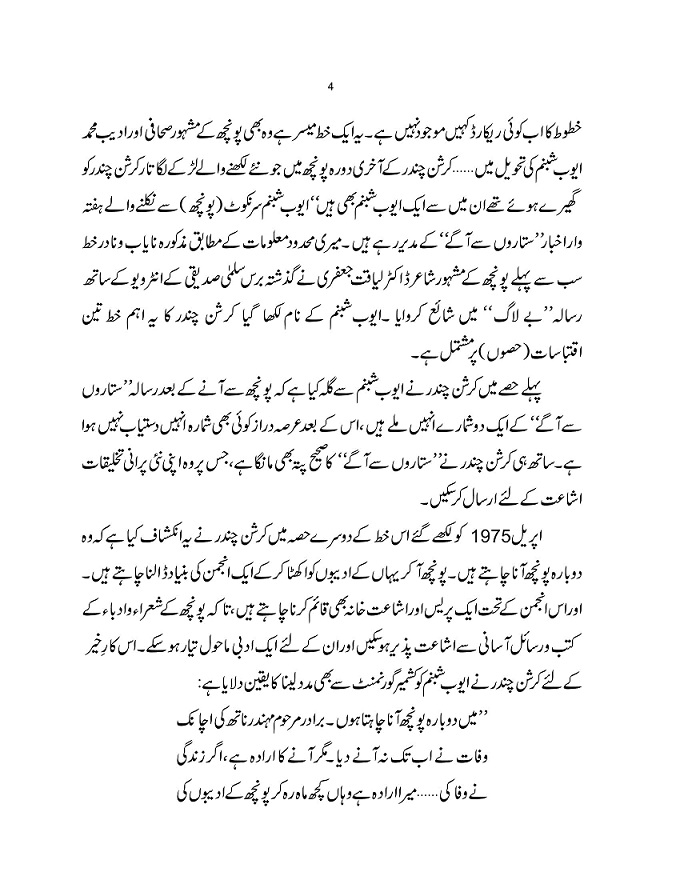 4
خطوط کا اب کوئی ریکارڈ کہیں موجود نہیں ہے۔ یہ ایک خط میسر ہے وہ بھی پونچھ کے مشہور صحافی اور ادیب محمد
ایوب شبنم کی تحویل میں......کرشن چندر کے آخری دورہ پونچھ میں جو نئے لکھنے والے لڑکے لگاتار کرشن چندر کو
گھیرے ہوئے تھے ان میں سے ایک ایوب شبنم بھی ہیں‘‘ ایوب شبنم سرنکوٹ (پونچھ) سے نکلنے والے ہفتہ
وار اخبار ’’ستاروں سے آگے‘‘ کے مدیر رہے ہیں۔ میری محدود معلومات کے مطابق مذکورہ نایاب و نادر خط
سب سے پہلے پونچھ کے مشہور شاعر ڈاکٹر لیاقت جعفری نے گذشتہ برس سلمٰی صدیقی کے انٹرویو کے ساتھ
رسالہ ’’بے لاگ‘‘ میں شائع کروایا ۔ایوب شبنم کے نام لکھا گیا کرشن چندر کا یہ اہم خط تین
اقتباسات (حصوں) پر مشتمل ہے۔
پہلے حصے میں کرشن چندر نے ایوب شبنم سے گلہ کیا ہے کہ پونچھ سے آنے کے بعد رسالہ ’’ستاروں
سے آگے‘‘ کے ایک دو شمارے انہیں ملے ہیں ،اس کے بعد عرصہ دراز کوئی بھی شمارہ انہیں دستیاب نہیں ہوا
ہے۔ ساتھ ہی کرشن چندر نے ’’ستاروں سے آگے‘‘ کا صحیح پتہ بھی مانگا ہے، جس پر وہ اپنی نئی پرانی تخلیقات
اشاعت کے لئے ارسال کرسکیں۔
اپریل 1975 کو لکھے گئے اس خط کے دوسرے حصہ میں کرشن چندر نے یہ انکشاف کیا ہے کہ وہ
دوبارہ پونچھ آنا چاہتے ہیں۔ پونچھ آ کر یہاں کے ادیبوں کو اکھٹا کر کے ایک انجمن کی بنیاد ڈالنا چاہتے ہیں۔
اور اس انجمن کے تحت ایک پریس اور اشاعت خانہ بھی قائم کرنا چاہتے ہیں، تا کہ پونچھ کے شعراء و ادباء کے
کتب و رسائل آسانی سے اشاعت پذیر ہوسکیں اور ان کے لئے ایک ادبی ماحول تیار ہو سکے۔ اس کارِخیر
کے لئے کرشن چندر نے ایوب شبنم کو کشمیر گورنمنٹ سے بھی مدد لینا کا یقین دلایا ہے:
’’میں دوبارہ پونچھ آنا چاہتا ہوں ۔ برادر مرحوم مہندر ناتھ کی اچانک
وفات نے اب تک نہ آنے دیا۔ مگر آنے کا ارادہ ہے ،اگر زندگی
نے وفا کی......میرا ارادہ ہے وہاں کچھ ماہ رہ کر پونچھ کے ادیبوں کی